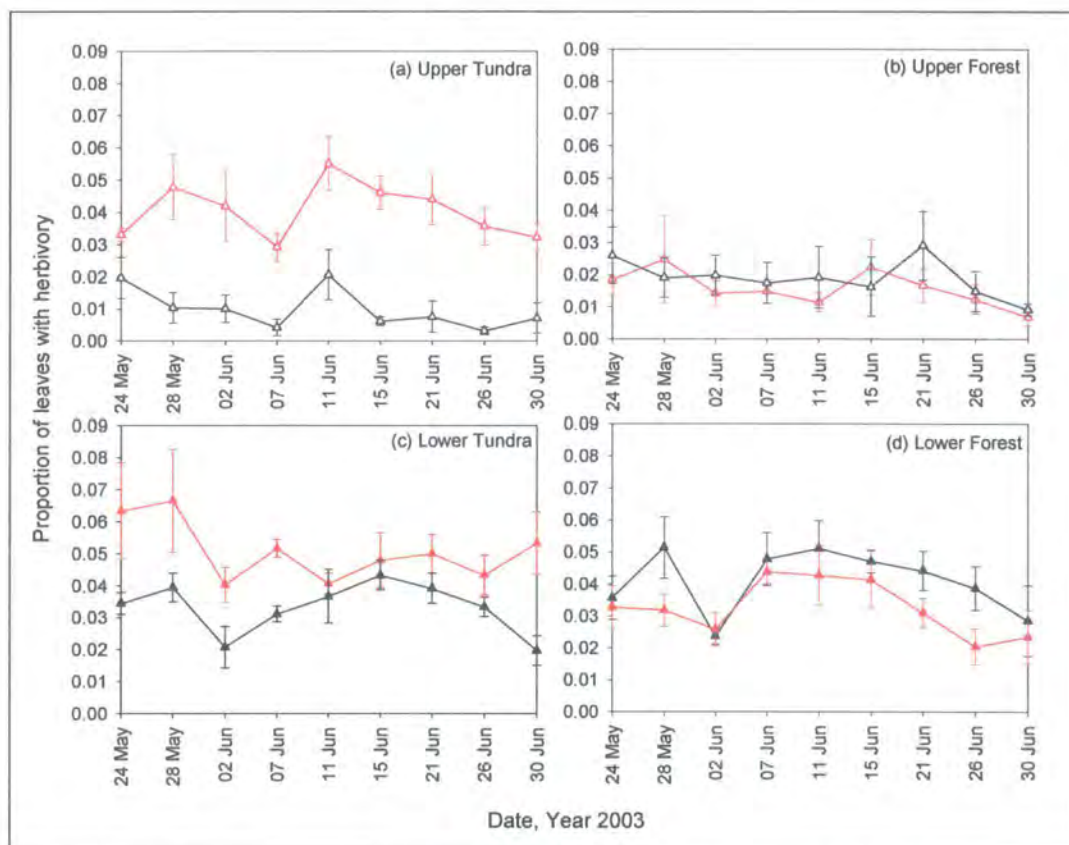 Proportion of leaves with herbivory
(a) Upper Tundra
0.09
0.08
0.07
0.06
0.05
0.04
0.03
0.02
0.01
0.00
24 May
28 May
02 Jun
07 Jun
11 Jun
15 Jun
21 Jun
26 Jun
30 Jun
(b) Upper Forest
0.09
0.08
0.07
0.06
0.05
0.04
0.03
0.02
0.01
0.00
24 May
28 May
02 Jun
07 Jun
11 Jun
15 Jun
21 Jun
26 Jun
30 Jun
(c) Lower Tundra
0.09
0.08
0.07
0.06
0.05
0.04
0.03
0.02
0.01
0.00
24 May
28 May
02 Jun
07 Jun
11 Jun
15 Jun
21 Jun
26 Jun
30 Jun
(d) Lower Forest
0.09
0.08
0.07
0.06
0.05
0.04
0.03
0.02
0.01
0.00
24 May
28 May
02 Jun
07 Jun
11 Jun
15 Jun
21 Jun
26 Jun
30 Jun
Date, Year 2003